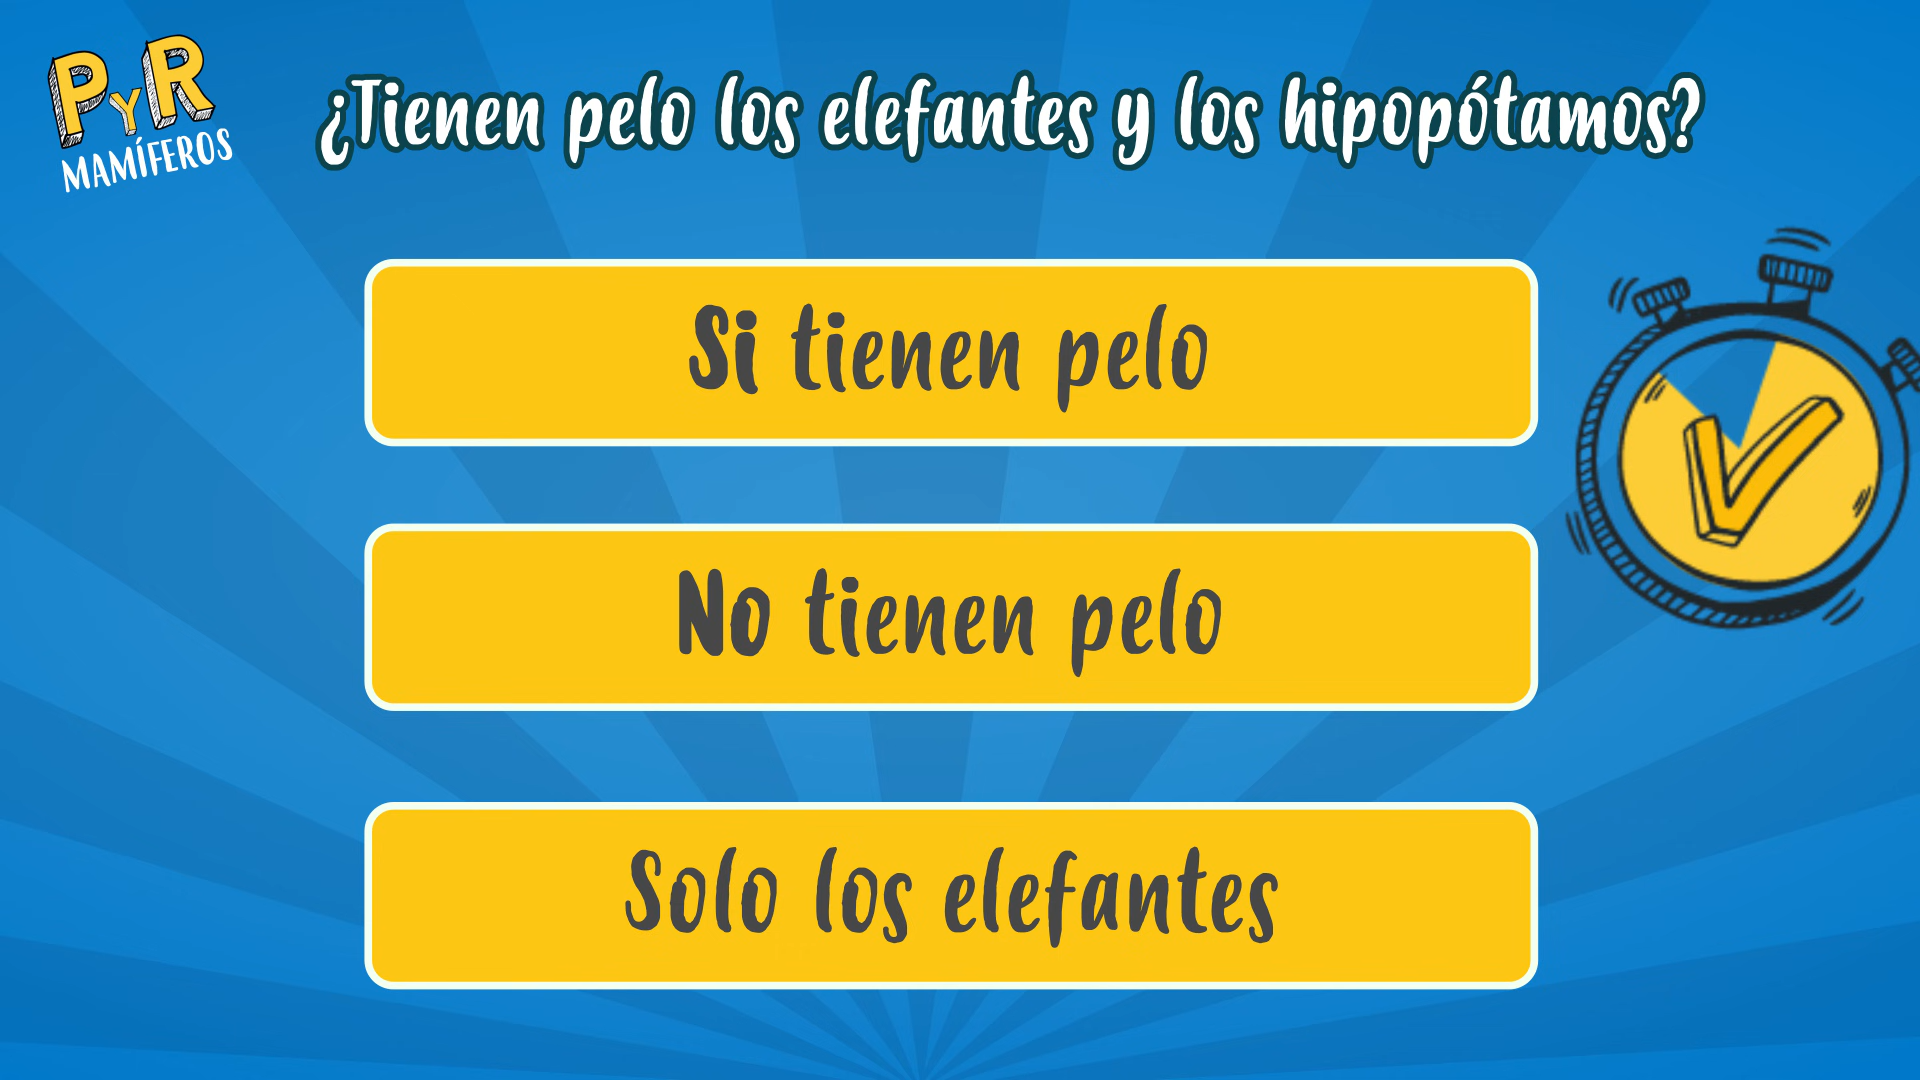 PyR
MAMÍFEROS
¿Tienen pelo los elefantes y los hipopótamos?
Si tienen pelo
No tienen pelo
Solo los elefantes